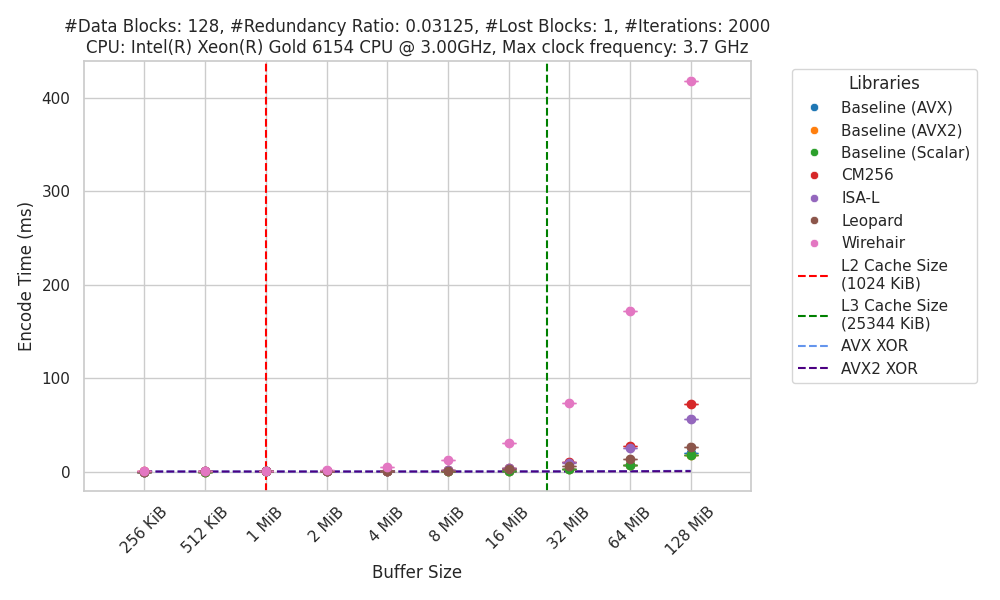 #Data Blocks: 128, #Redundancy Ratio: 0.03125, #Lost Blocks: 1, #Iterations: 2000
CPU: Intel(R) Xeon(R) Gold 6154 CPU @ 3.00GHz, Max clock frequency: 3.7 GHz
Encode Time (ms)
400
300
200
100
0
256 KiB
512 KiB
1 MiB
2 MiB
4 MiB
8 MiB
16 MiB
32 MiB
64 MiB
128 MiB
Buffer Size
Libraries
Baseline (AVX)
Baseline (AVX2)
Baseline (Scalar)
CM256
ISA-L
Leopard
Wirehair
L2 Cache Size
(1024 KiB)
L3 Cache Size
(25344 KiB)
AVX XOR
AVX2 XOR